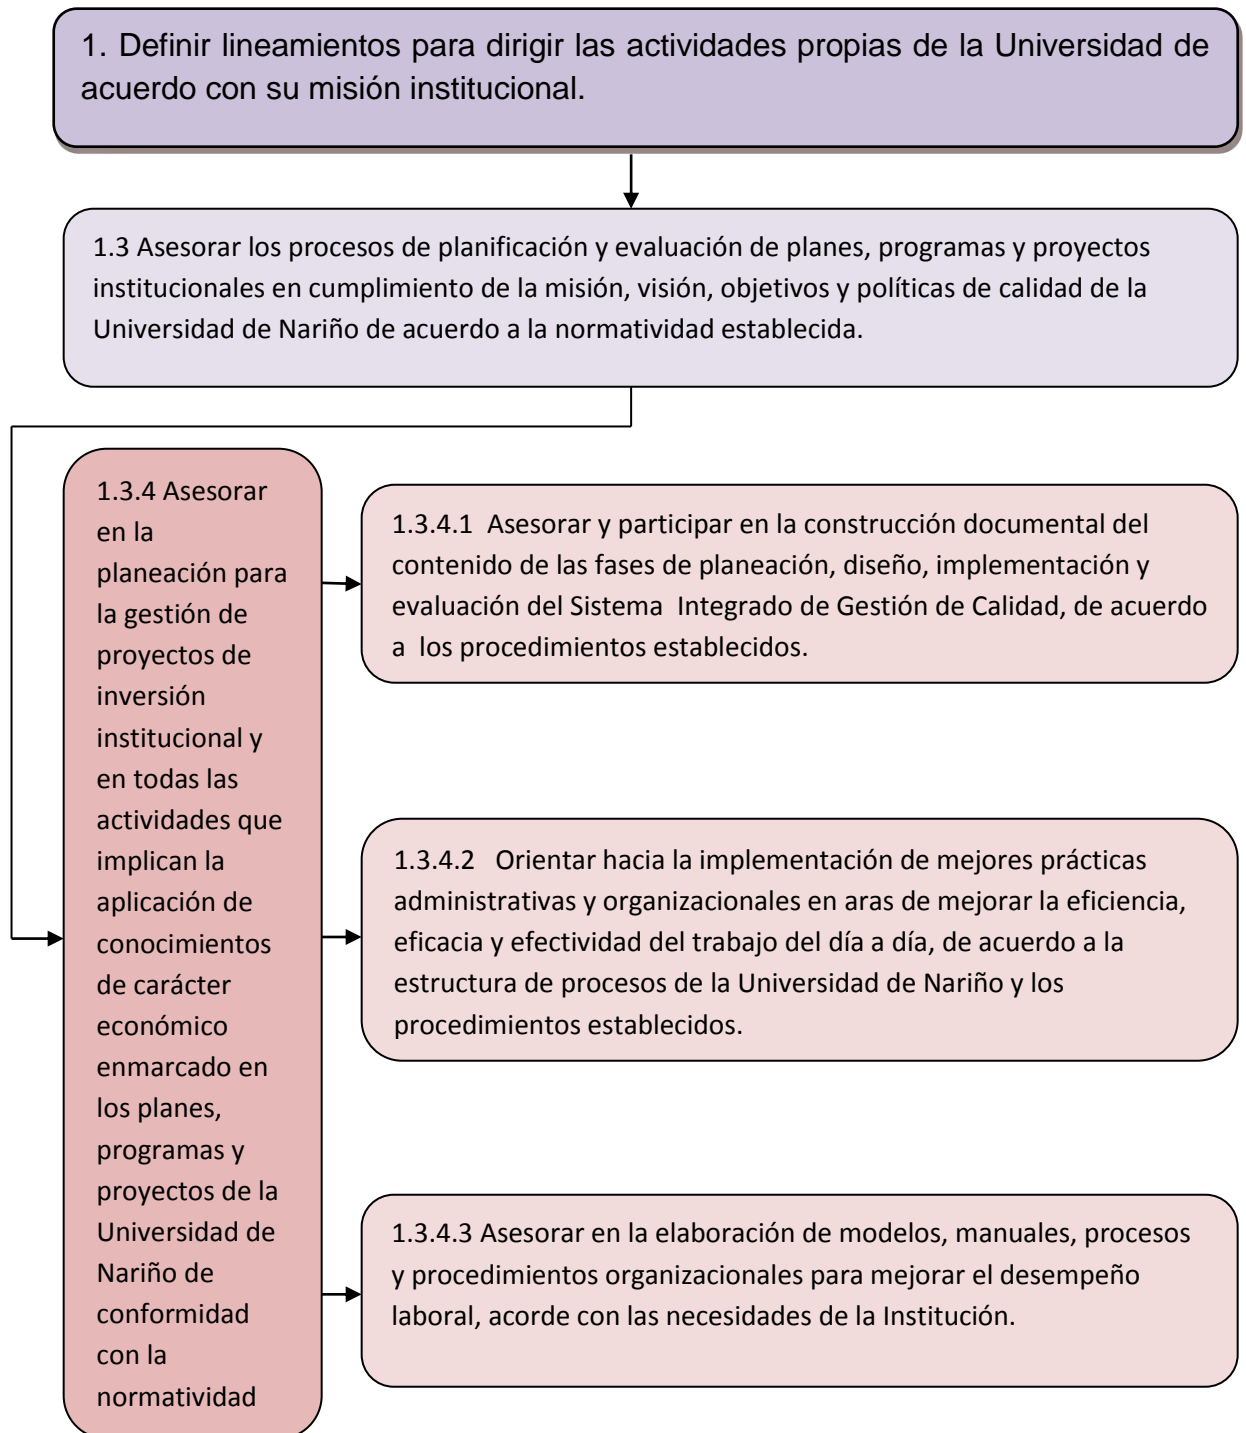 1. Definir lineamientos para dirigir las actividades propias de la Universidad de
acuerdo con su misión institucional.
1.3 Asesorar los procesos de planificación y evaluación de planes, programas y proyectos
institucionales en cumplimiento de la misión, visión, objetivos y políticas de calidad de la
Universidad de Nariño de acuerdo a la normatividad establecida.
1.3.4 Asesorar
en la
planeación para
la gestión de
proyectos de
inversión
institucional y
en todas las
actividades que
implican la
aplicación de
conocimientos
de carácter
económico
enmarcado en
los planes,
programas y
proyectos de la
Universidad de
Nariño de
conformidad
con la
normatividad
1.3.4.1  Asesorar y participar en la construcción documental del
contenido de las fases de planeación, diseño, implementación y
evaluación del Sistema  Integrado de Gestión de Calidad, de acuerdo
a  los procedimientos establecidos.
1.3.4.2   Orientar hacia la implementación de mejores prácticas
administrativas y organizacionales en aras de mejorar la eficiencia,
eficacia y efectividad del trabajo del día a día, de acuerdo a la
estructura de procesos de la Universidad de Nariño y los
procedimientos establecidos.
1.3.4.3 Asesorar en la elaboración de modelos, manuales, procesos
y procedimientos organizacionales para mejorar el desempeño
laboral, acorde con las necesidades de la Institución.